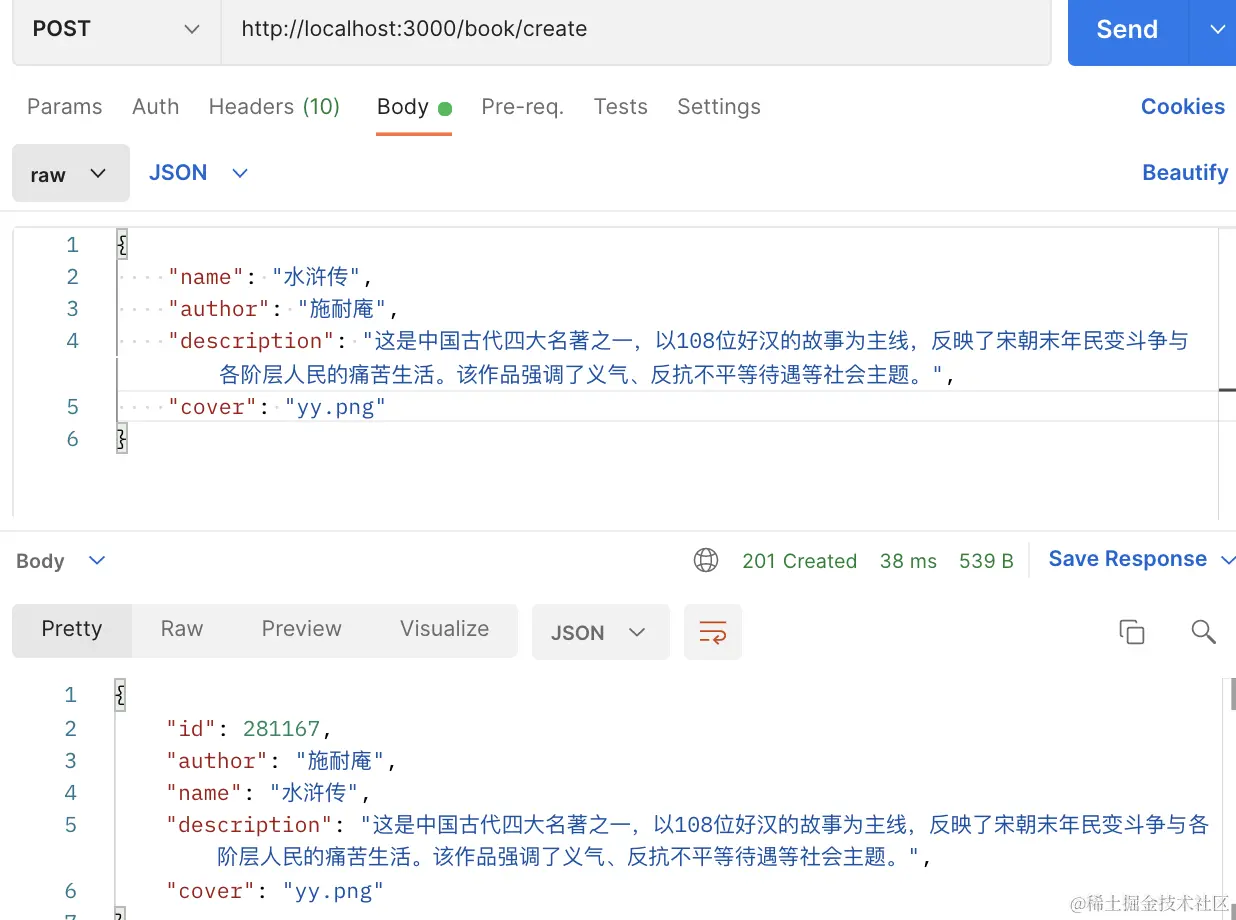 POST http://localhost:3000/book/create Send
Params Auth Headers (10) Body Pre-req. Tests Settings Cookies
raw JSON Beautify
1 {
2 "name": "水浒传",
3 "author": "施耐庵",
4 "description": "这是中国古代四大名著之一，以108位好汉的故事为主线，反映了宋朝末年民变斗争与
各阶层人民的痛苦生活。该作品强调了义气、反抗不平等待遇等社会主题。",
5 "cover": "yy.png"
6 }
Body 201 Created 38 ms 539 B Save Response
Pretty Raw Preview Visualize JSON
1 {
2 "id": 281167,
3 "author": "施耐庵",
4 "name": "水浒传",
5 "description": "这是中国古代四大名著之一，以108位好汉的故事为主线，反映了宋朝末年民变斗争与各
阶层人民的痛苦生活。该作品强调了义气、反抗不平等待遇等社会主题。",
6 "cover": "yy.png"
7 }
@稀土掘金技术社区